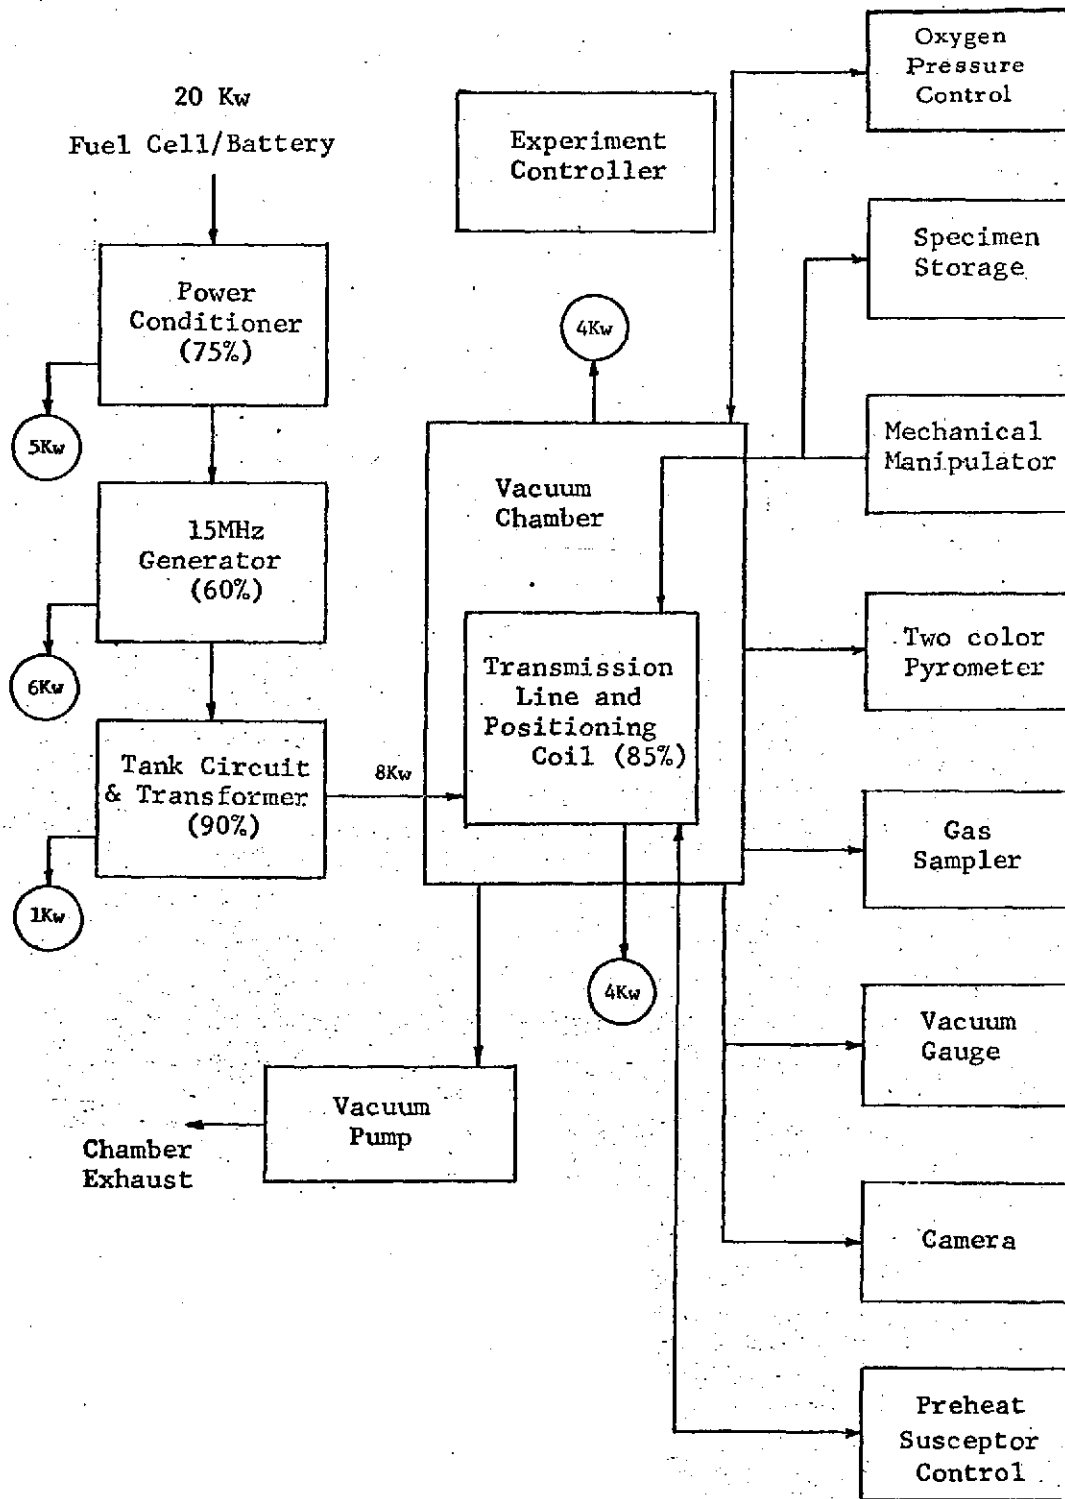 20 Kw
Fuel Cell/Battery
Power
Conditioner
(75%)
5Kw
15MHz
Generator
(60%)
6Kw
Tank Circuit
& Transformer
(90%)
1Kw
8Kw
Experiment
Controller
4Kw
Vacuum
Chamber
Transmission
Line and
Positioning
Coil (85%)
4Kw
Vacuum
Pump
Chamber
Exhaust
Oxygen
Pressure
Control
Specimen
Storage
Mechanical
Manipulator
Two color
Pyrometer
Gas
Sampler
Vacuum
Gauge
Camera
Preheat
Susceptor
Control